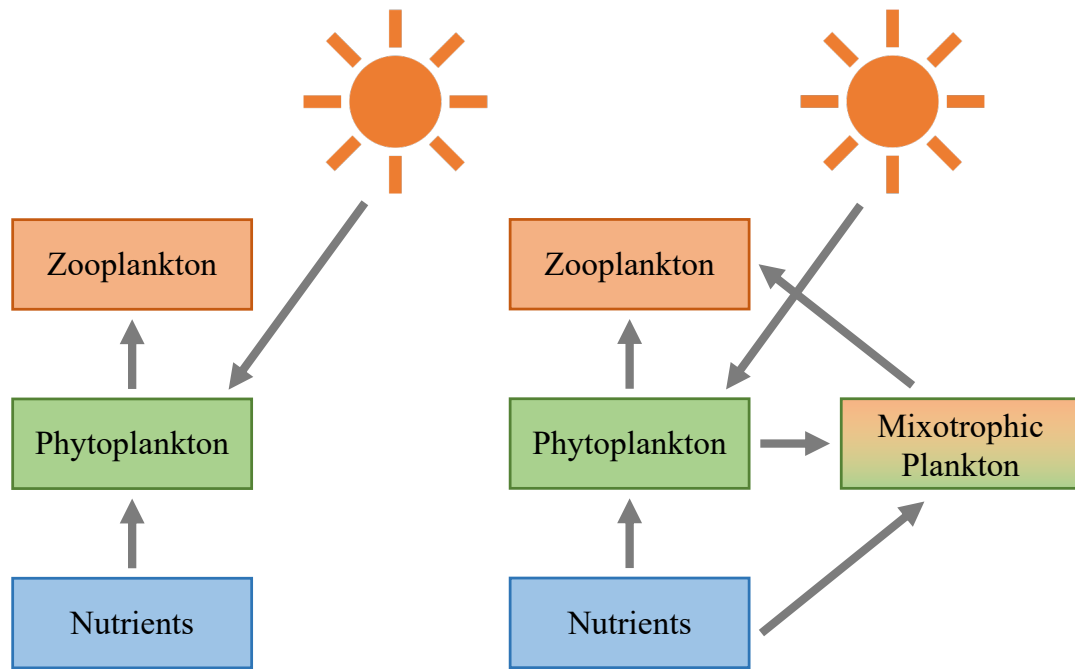 Zooplankton
Phytoplankton
Nutrients
Zooplankton
Phytoplankton
Mixotrophic
Plankton
Nutrients